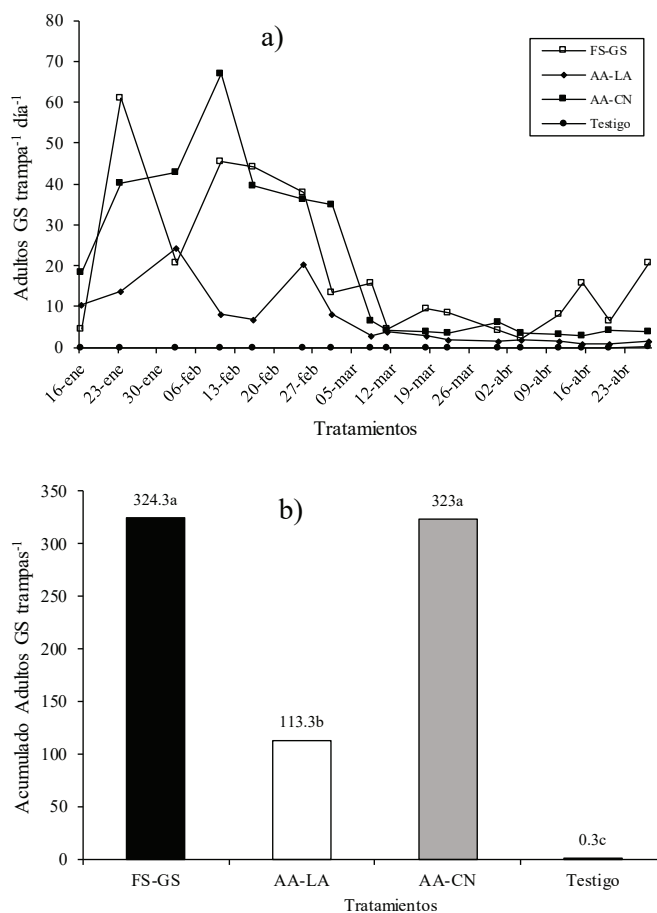 a)
FS-GS
AA-LA
AA-CN
Testigo
Adultos GS trampa⁻¹ día⁻¹
80
70
60
50
40
30
20
10
0
16-ene
23-ene
30-ene
06-feb
13-feb
20-feb
27-feb
05-mar
12-mar
19-mar
26-mar
02-abr
09-abr
16-abr
23-abr
Tratamientos
b)
Acumulado Adultos GS trampas⁻¹
350
300
250
200
150
100
50
0
324.3a
113.3b
323a
0.3c
FS-GS
AA-LA
AA-CN
Testigo
Tratamientos